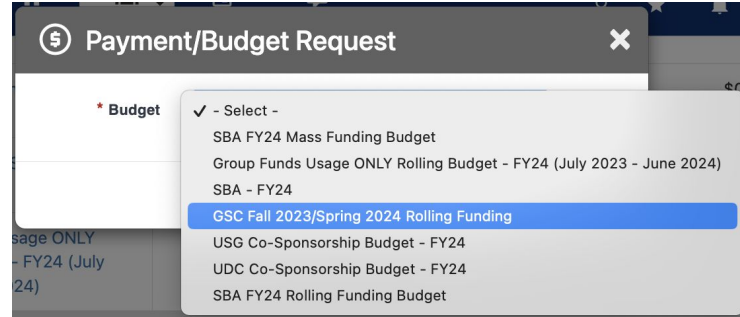 Payment/Budget Request
* Budget
- Select -
SBA FY24 Mass Funding Budget
Group Funds Usage ONLY Rolling Budget - FY24 (July 2023 - June 2024)
SBA - FY24
GSC Fall 2023/Spring 2024 Rolling Funding
USG Co-Sponsorship Budget - FY24
UDC Co-Sponsorship Budget - FY24
SBA FY24 Rolling Funding Budget
sage ONLY
- FY24 (July
24)